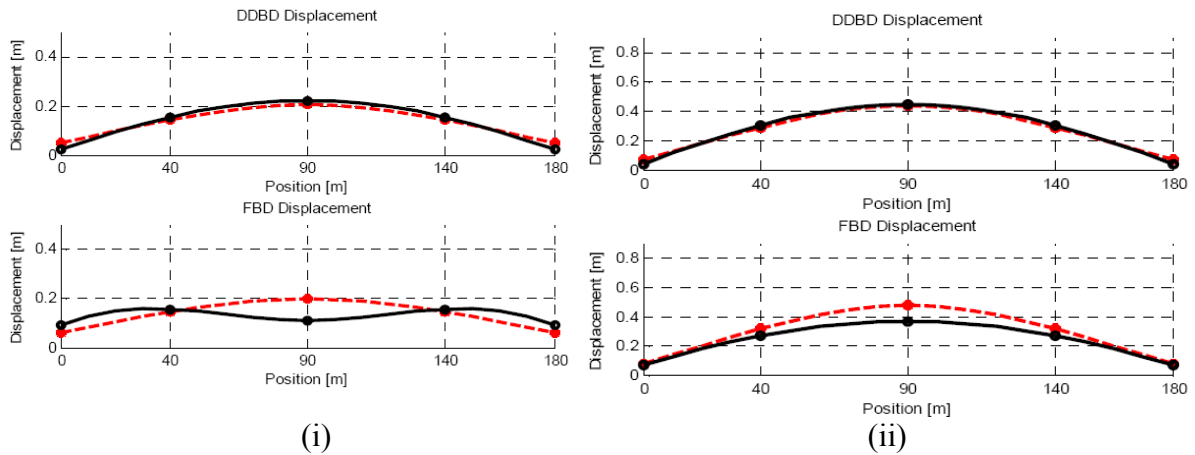 DDBD Displacement
Displacement [m]
0.4
0.2
0
0 40 90 140 180
Position [m]
FBD Displacement
Displacement [m]
0.4
0.2
0
0 40 90 140 180
Position [m]
(i)
DDBD Displacement
Displacement [m]
0.8
0.6
0.4
0.2
0
0 40 90 140 180
Position [m]
FBD Displacement
Displacement [m]
0.8
0.6
0.4
0.2
0
0 40 90 140 180
Position [m]
(ii)